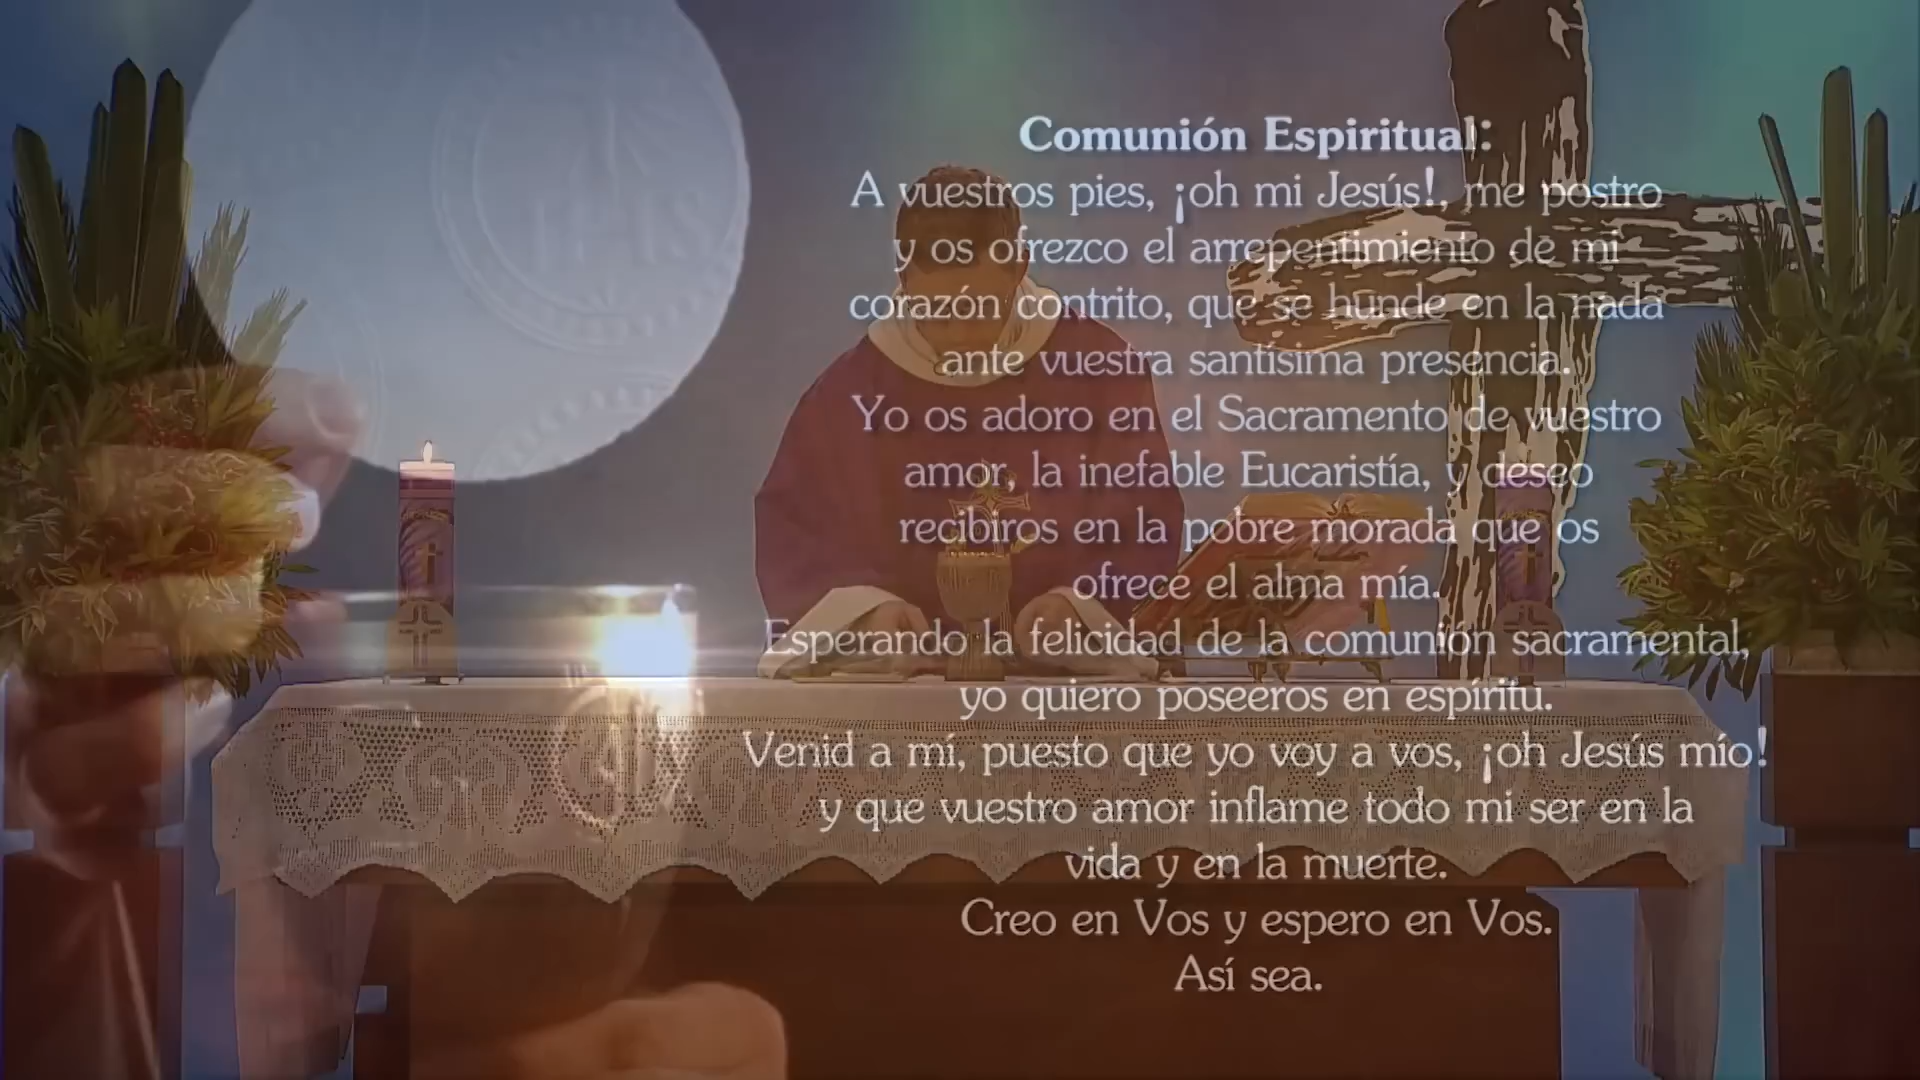 Comunión Espiritual:
A vuestros pies, ¡oh mi Jesús!, me postro
y os ofrezco el arrepentimiento de mi
corazón contrito, que se hunde en la nada
ante vuestra santísima presencia.
Yo os adoro en el Sacramento de vuestro
amor, la inefable Eucaristía, y deseo
recibiros en la pobre morada que os
ofrece el alma mía.
Esperando la felicidad de la comunión sacramental,
yo quiero poseeros en espíritu.
Venid a mí, puesto que yo voy a vos, ¡oh Jesús mío!
y que vuestro amor inflame todo mi ser en la
vida y en la muerte.
Creo en Vos y espero en Vos.
Así sea.